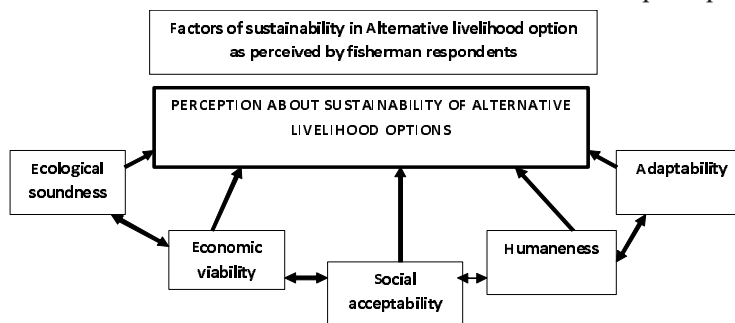 Factors of sustainability in Alternative livelihood option
as perceived by fisherman respondents
PERCEPTION ABOUT SUSTAINABILITY OF ALTERNATIVE
LIVELIHOOD OPTIONS
Ecological
soundness
Adaptability
Economic
viability
Humaneness
Social
acceptability